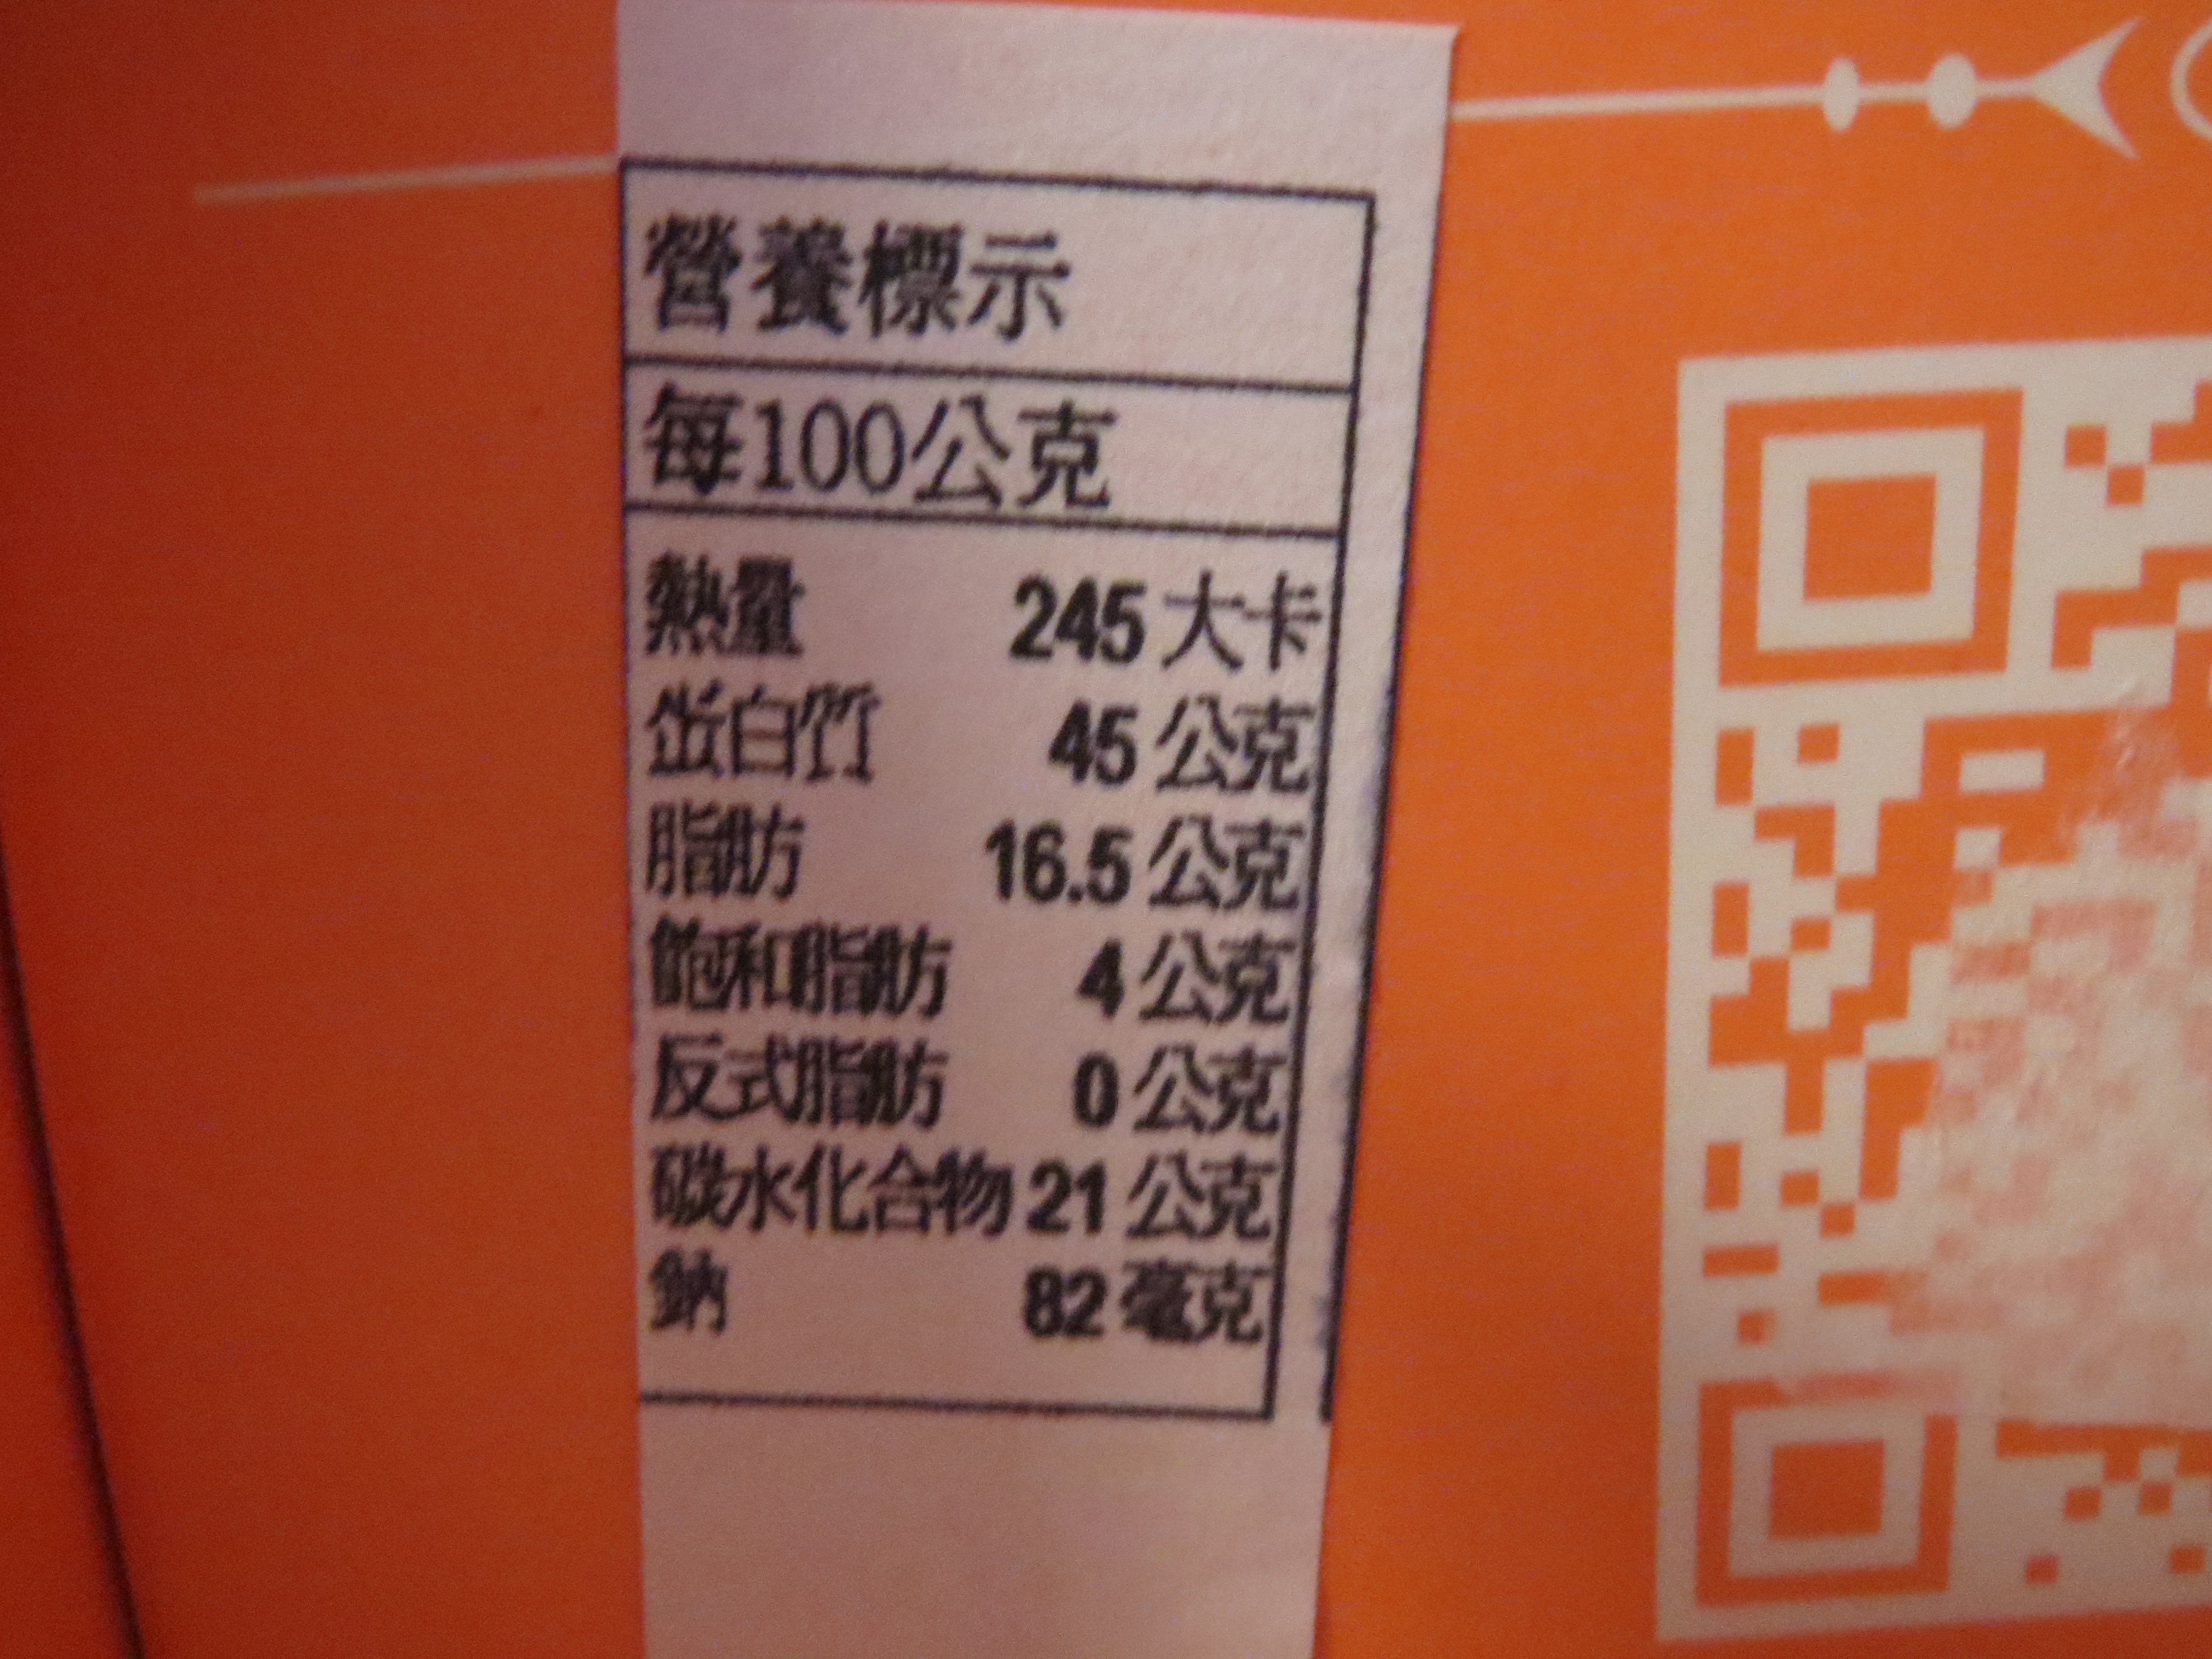 營養標示
每100公克
熱量 245 大卡
蛋白質 45 公克
脂肪 16.5 公克
飽和脂肪 4 公克
反式脂肪 0 公克
碳水化合物 21 公克
鈉 82 毫克